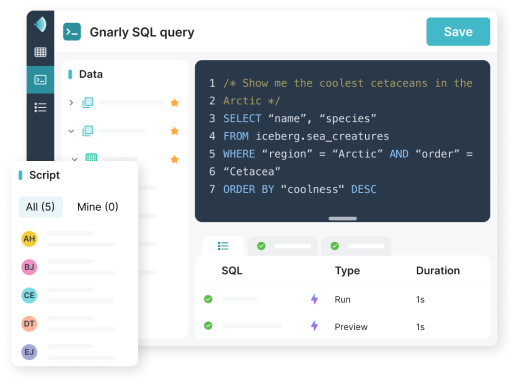 Gnarly SQL query
Save
Data
1 /* Show me the coolest cetaceans in the
2 Arctic */
3 SELECT “name”, “species”
4 FROM iceberg.sea_creatures
5 WHERE “region” = “Arctic” AND “order” =
6 “Cetacea”
7 ORDER BY "coolness" DESC
Script
All (5) Mine (0)
AH
BJ
CE
DT
EJ
SQL Type Duration
Run 1s
Preview 1s